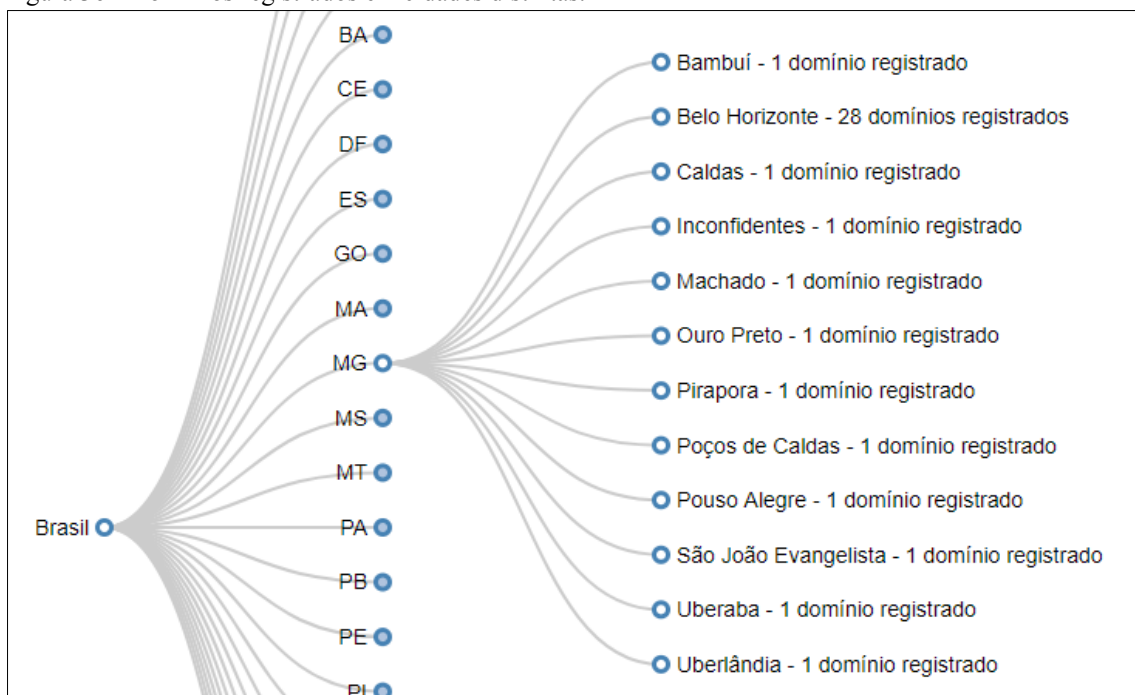 BA
CE
DF
ES
GO
MA
MG
MS
MT
Brasil
PA
PB
PE
PI
Bambuí - 1 domínio registrado
Belo Horizonte - 28 domínios registrados
Caldas - 1 domínio registrado
Inconfidentes - 1 domínio registrado
Machado - 1 domínio registrado
Ouro Preto - 1 domínio registrado
Pirapora - 1 domínio registrado
Poços de Caldas - 1 domínio registrado
Pouso Alegre - 1 domínio registrado
São João Evangelista - 1 domínio registrado
Uberaba - 1 domínio registrado
Uberlândia - 1 domínio registrado